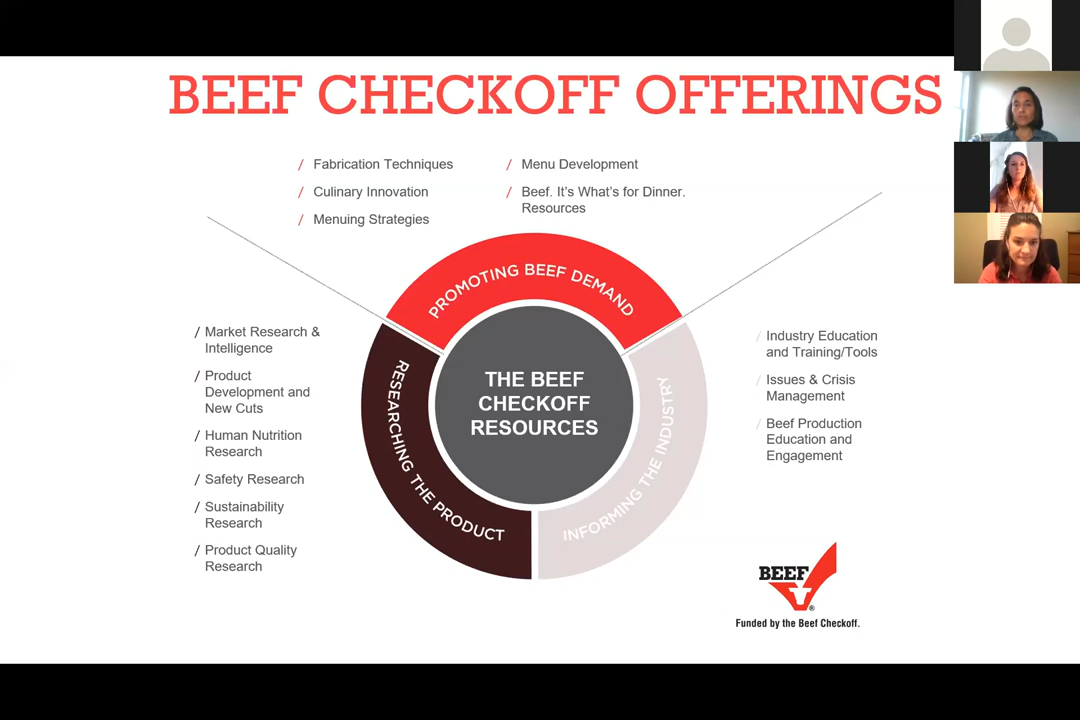 BEEF CHECKOFF OFFERINGS
/ Fabrication Techniques
/ Culinary Innovation
/ Menuing Strategies
/ Menu Development
/ Beef. It’s What’s for Dinner.
Resources
PROMOTING BEEF DEMAND
/ Market Research &
Intelligence
/ Product
Development and
New Cuts
/ Human Nutrition
Research
/ Safety Research
/ Sustainability
Research
/ Product Quality
Research
RESEARCHING THE PRODUCT
THE BEEF
CHECKOFF
RESOURCES
INFORMING THE INDUSTRY
/ Industry Education
and Training/Tools
/ Issues & Crisis
Management
/ Beef Production
Education and
Engagement
BEEF
®
Funded by the Beef Checkoff.